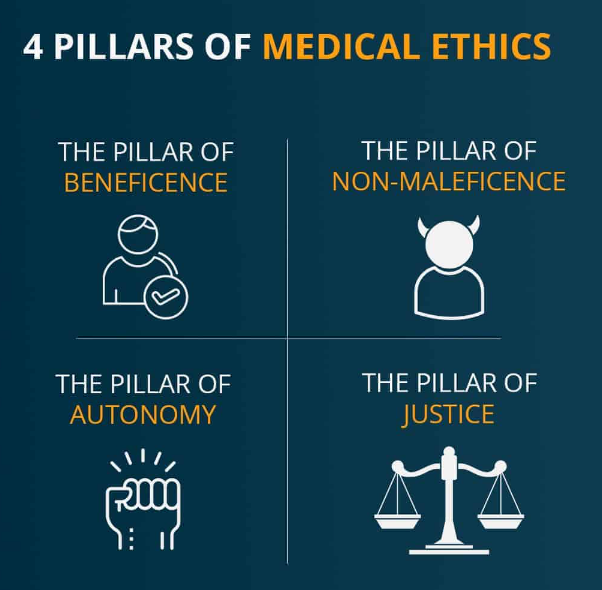 4 PILLARS OF MEDICAL ETHICS
THE PILLAR OF
BENEFICENCE
THE PILLAR OF
NON-MALEFICENCE
THE PILLAR OF
AUTONOMY
THE PILLAR OF
JUSTICE